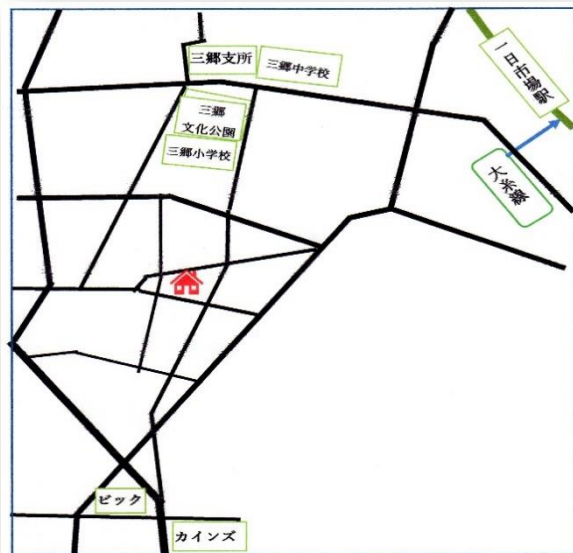 三郷支所
三郷中学校
一日市場駅
三郷
文化公園
三郷小学校
大糸線
ビック
カインズ